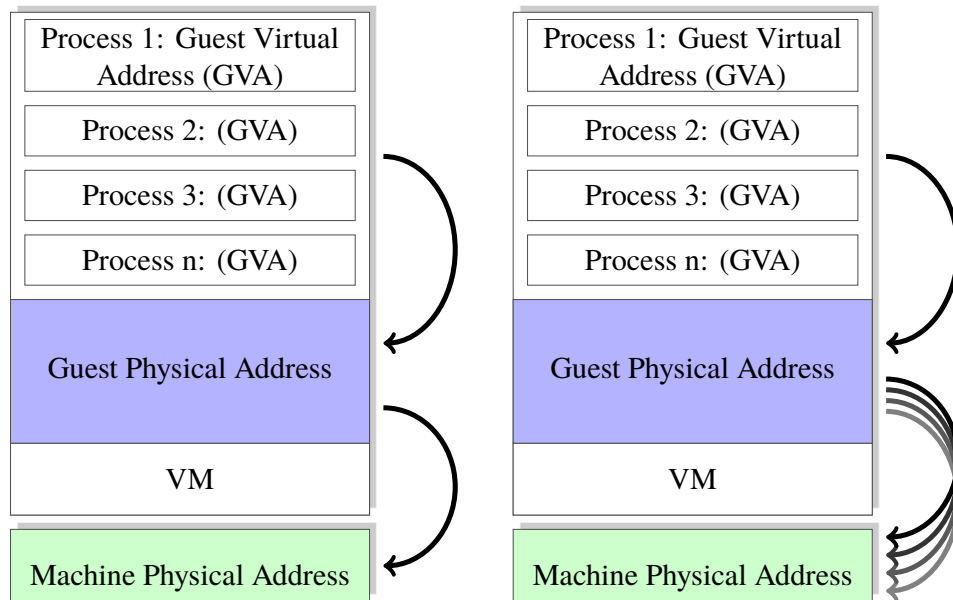 Process 1: Guest Virtual
Address (GVA)
Process 2: (GVA)
Process 3: (GVA)
Process n: (GVA)
Guest Physical Address
VM
Machine Physical Address
Process 1: Guest Virtual
Address (GVA)
Process 2: (GVA)
Process 3: (GVA)
Process n: (GVA)
Guest Physical Address
VM
Machine Physical Address